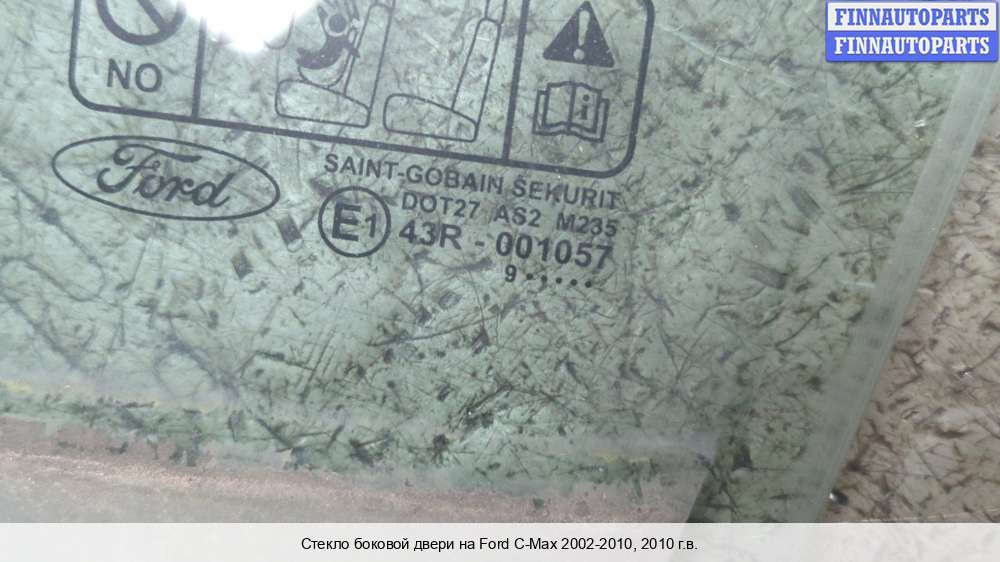 FINNAUTOPARTS
FINNAUTOPARTS
NO
Ford
SAINT-GOBAIN SEKURIT
DOT27 AS2 M235
E1 43R - 001057
9 • • • • •
Стекло боковой двери на Ford C-Max 2002-2010, 2010 г.в.